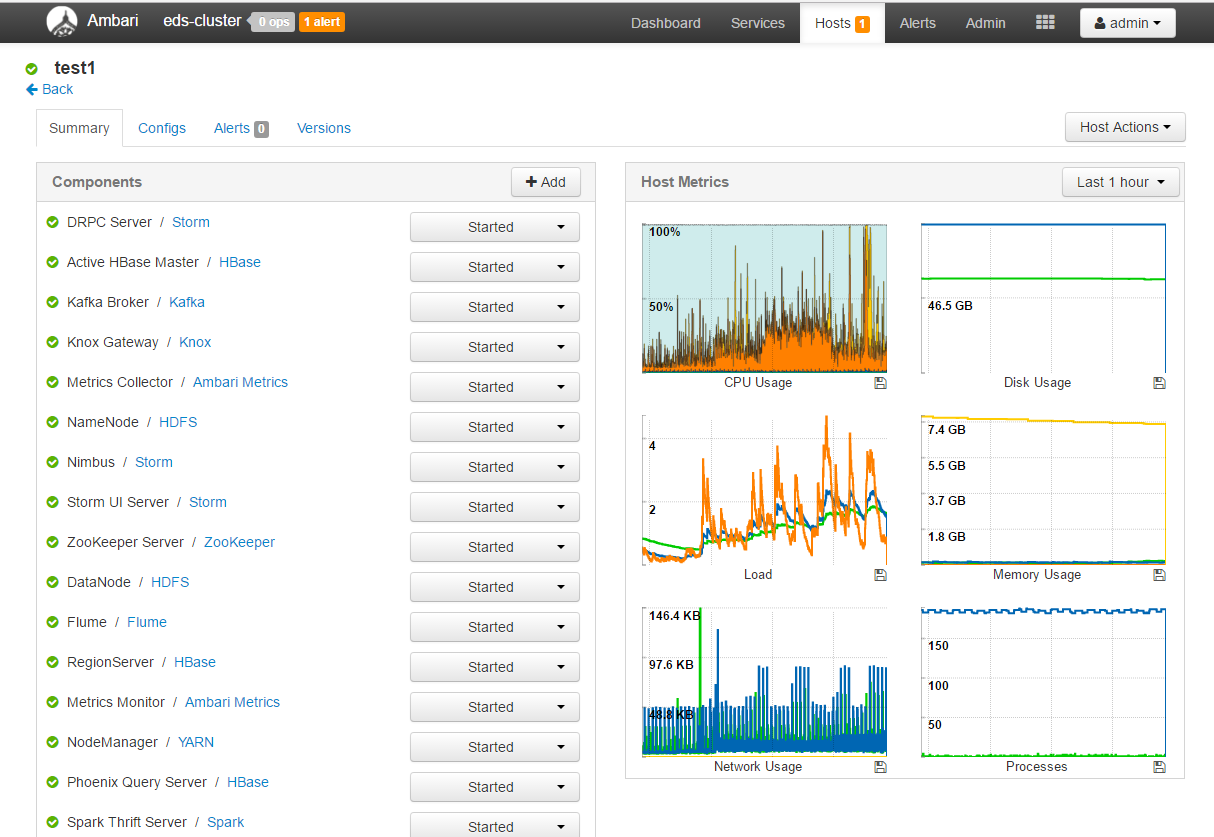 Ambari eds-cluster 0 ops 1 alert Dashboard Services Hosts 1 Alerts Admin admin
test1
Back
Summary Configs Alerts 0 Versions Host Actions
Components Add
DRPC Server / Storm Started
Active HBase Master / HBase Started
Kafka Broker / Kafka Started
Knox Gateway / Knox Started
Metrics Collector / Ambari Metrics Started
NameNode / HDFS Started
Nimbus / Storm Started
Storm UI Server / Storm Started
ZooKeeper Server / ZooKeeper Started
DataNode / HDFS Started
Flume / Flume Started
RegionServer / HBase Started
Metrics Monitor / Ambari Metrics Started
NodeManager / YARN Started
Phoenix Query Server / HBase Started
Spark Thrift Server / Spark Started
Host Metrics Last 1 hour
100%
50%
CPU Usage
46.5 GB
Disk Usage
4
2
Load
7.4 GB
5.5 GB
3.7 GB
1.8 GB
Memory Usage
146.4 KB
97.6 KB
48.8 KB
Network Usage
150
100
50
Processes